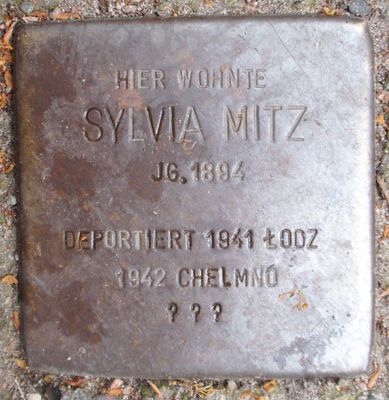 HIER WOHNTE
SYLVIA MITZ
JG. 1894
DEPORTIERT 1941 ŁODZ
1942 CHELMNO
? ? ?